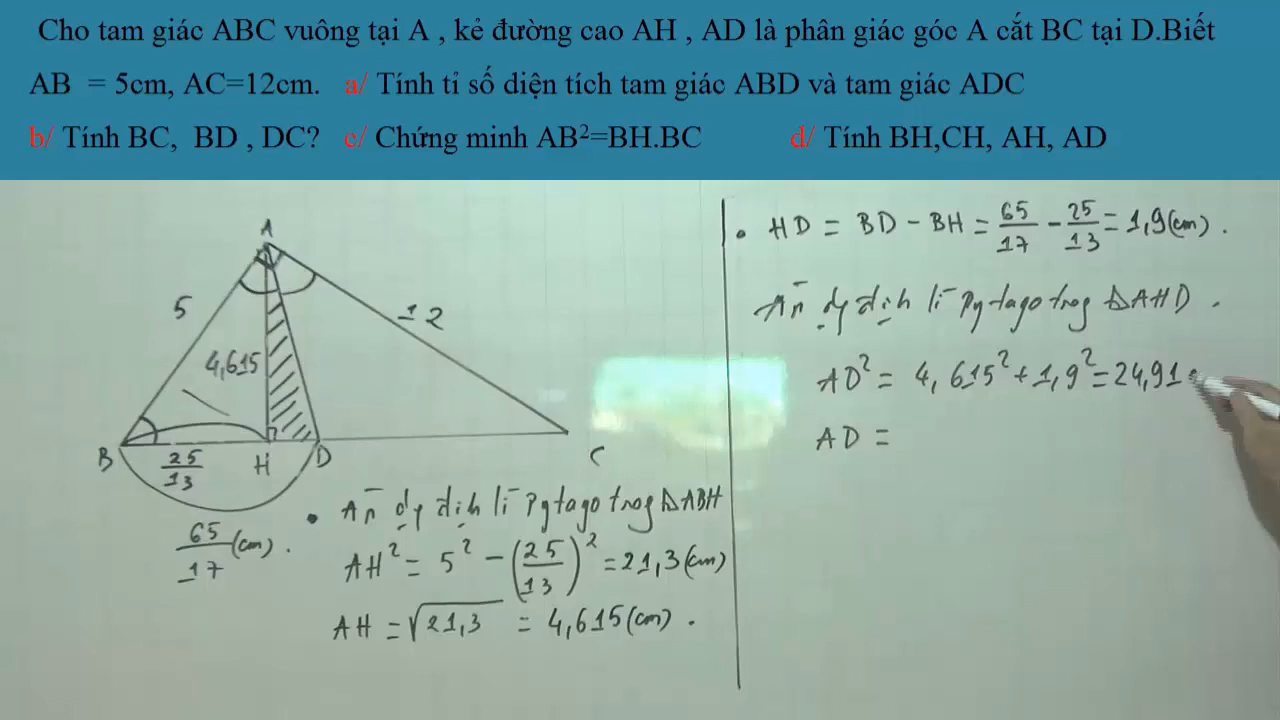 Cho tam giác ABC vuông tại A , kẻ đường cao AH , AD là phân giác góc A cắt BC tại D.Biết
AB = 5cm, AC=12cm. a/ Tính tỉ số diện tích tam giác ABD và tam giác ADC
b/ Tính BC, BD , DC? c/ Chứng minh AB²=BH.BC d/ Tính BH,CH, AH, AD
A
5
12
4,615
B
25/13
H
D
C
65/17 (cm) .
• Áp dụng định lí Pytago trong ΔABH
AH² = 5² - (25/13)² = 21,3 (cm)
AH = √21,3 = 4,615 (cm) .
• HD = BD - BH = 65/17 - 25/13 = 1,9 (cm) .
Áp dụng định lí Pytago trong ΔAHD .
AD² = 4,615² + 1,9² = 24,91
AD =